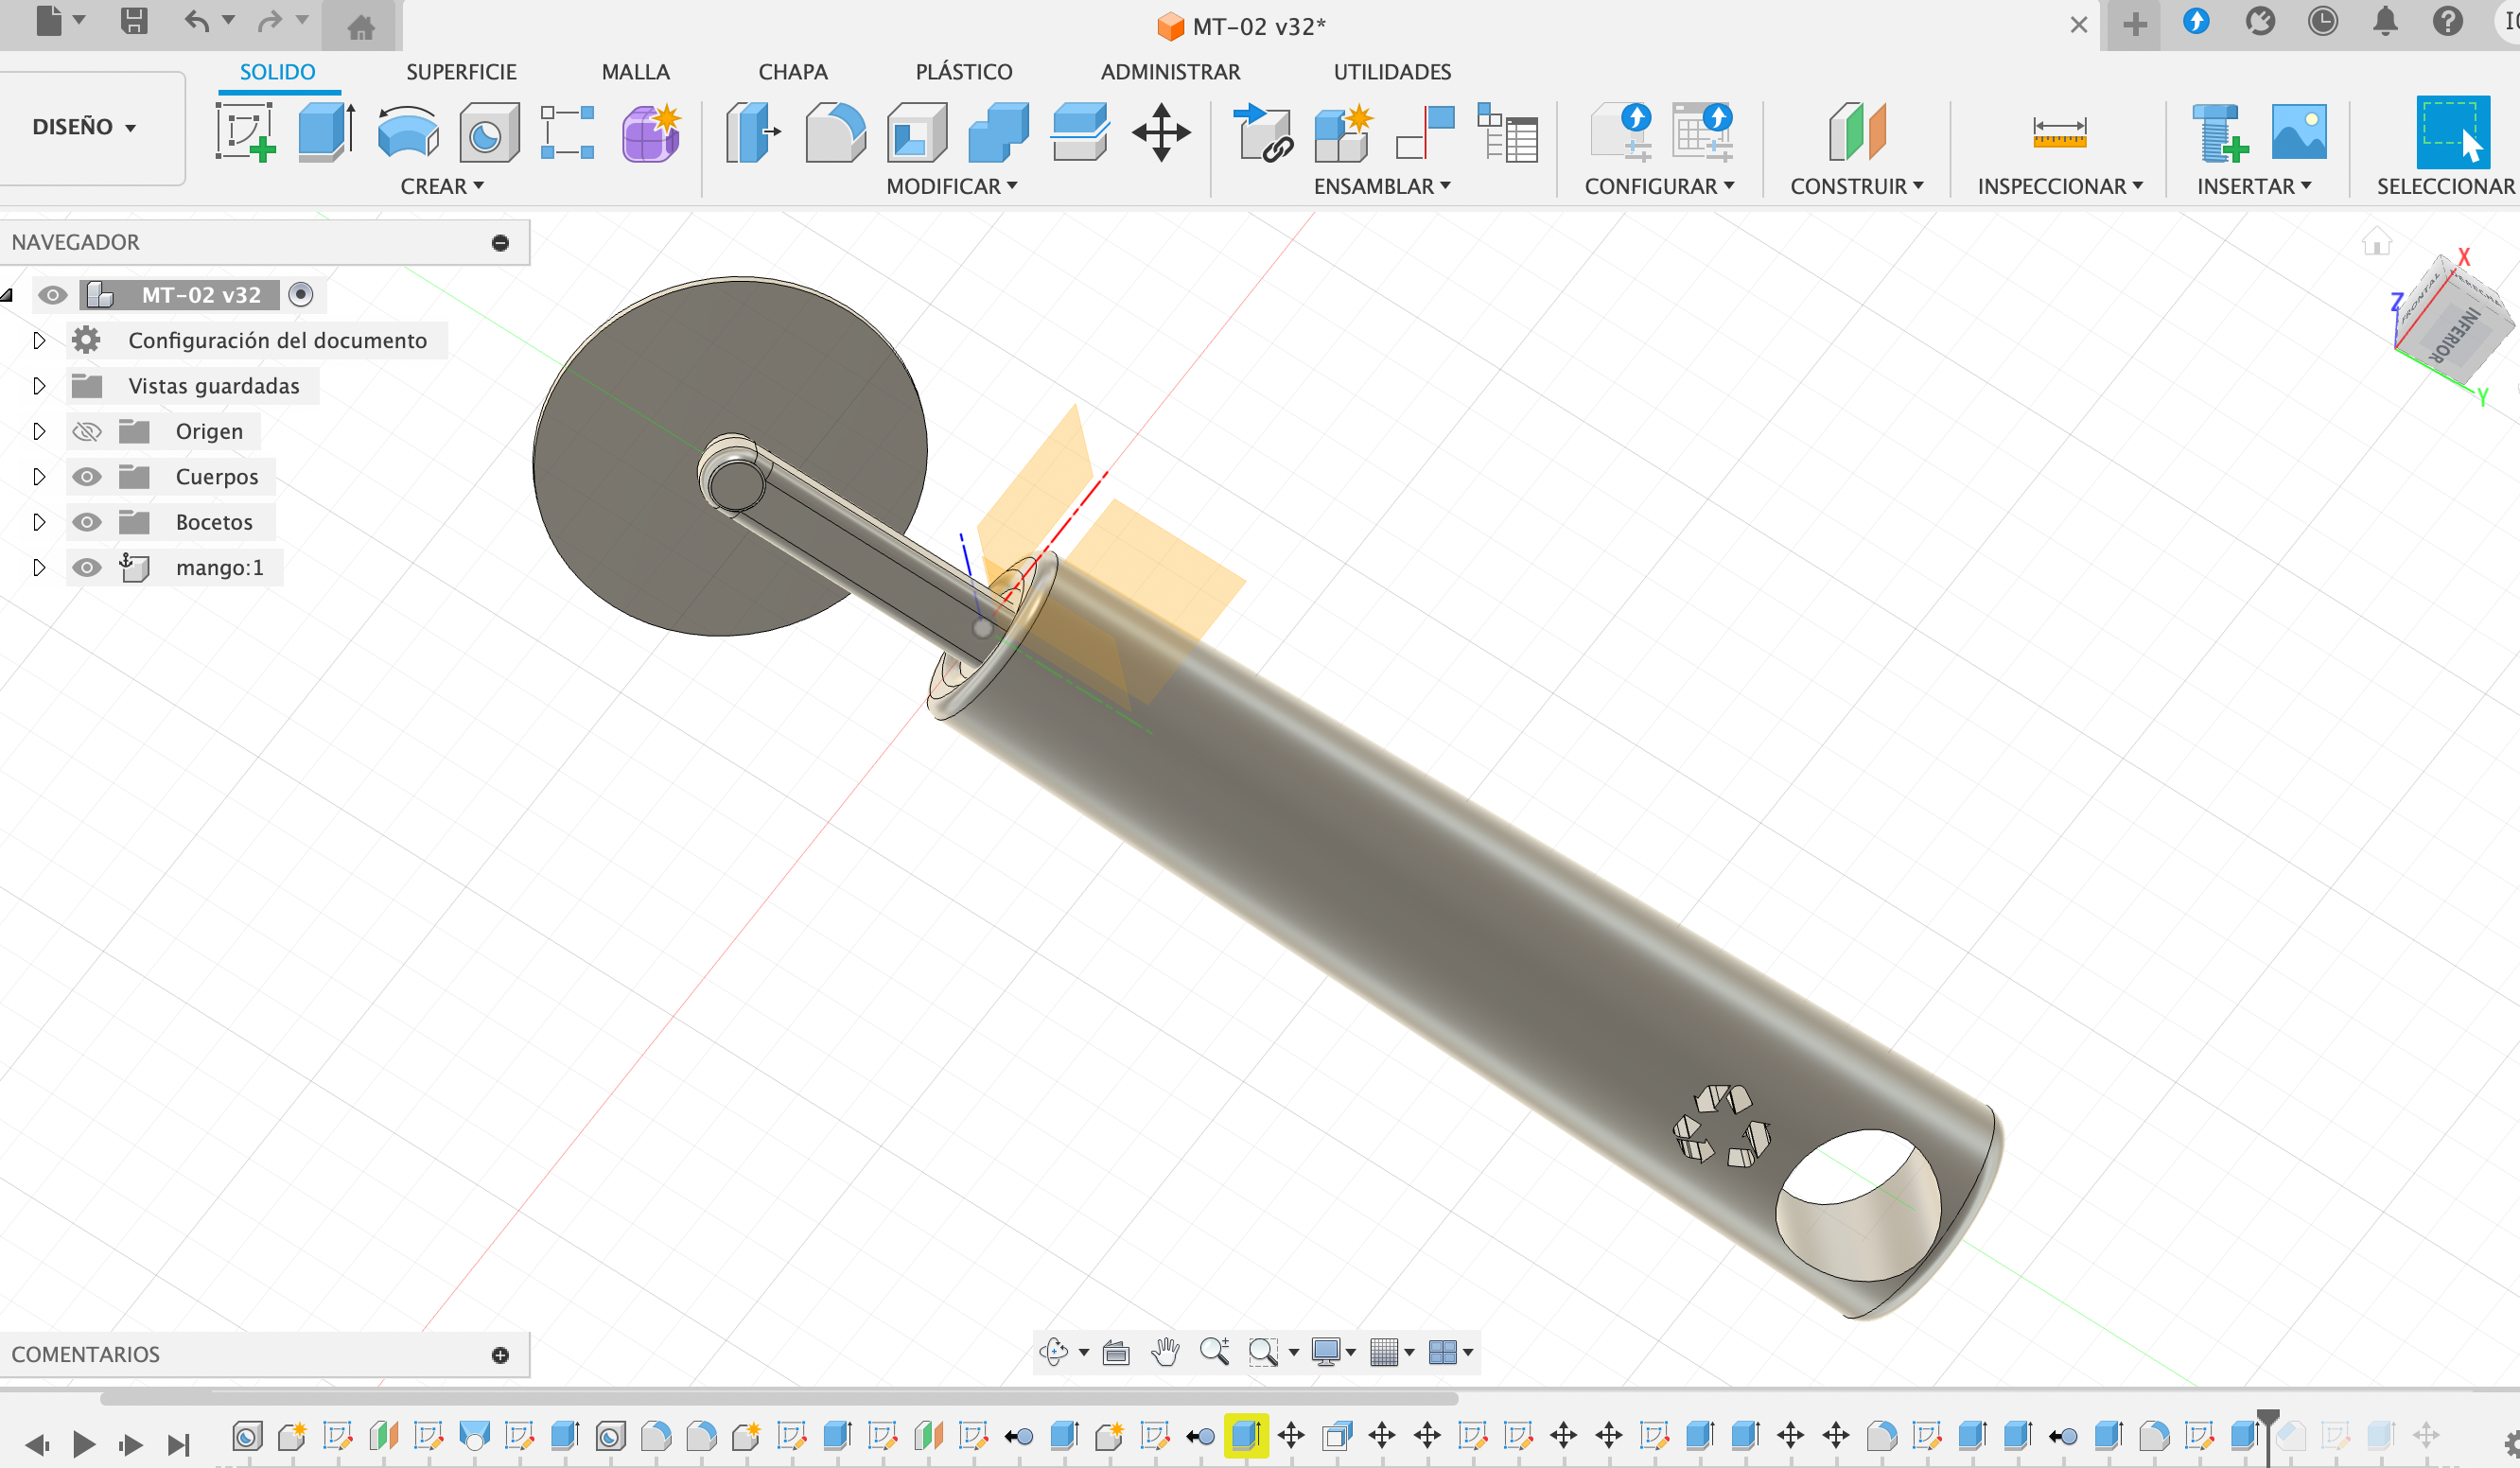 MT-02 v32*
SOLIDO
SUPERFICIE
MALLA
CHAPA
PLÁSTICO
ADMINISTRAR
UTILIDADES
DISEÑO
CREAR
MODIFICAR
ENSAMBLAR
CONFIGURAR
CONSTRUIR
INSPECCIONAR
INSERTAR
SELECCIONAR
NAVEGADOR
MT-02 v32
Configuración del documento
Vistas guardadas
Origen
Cuerpos
Bocetos
mango:1
X
Z
Y
FRONTAL
INFERIOR
COMENTARIOS